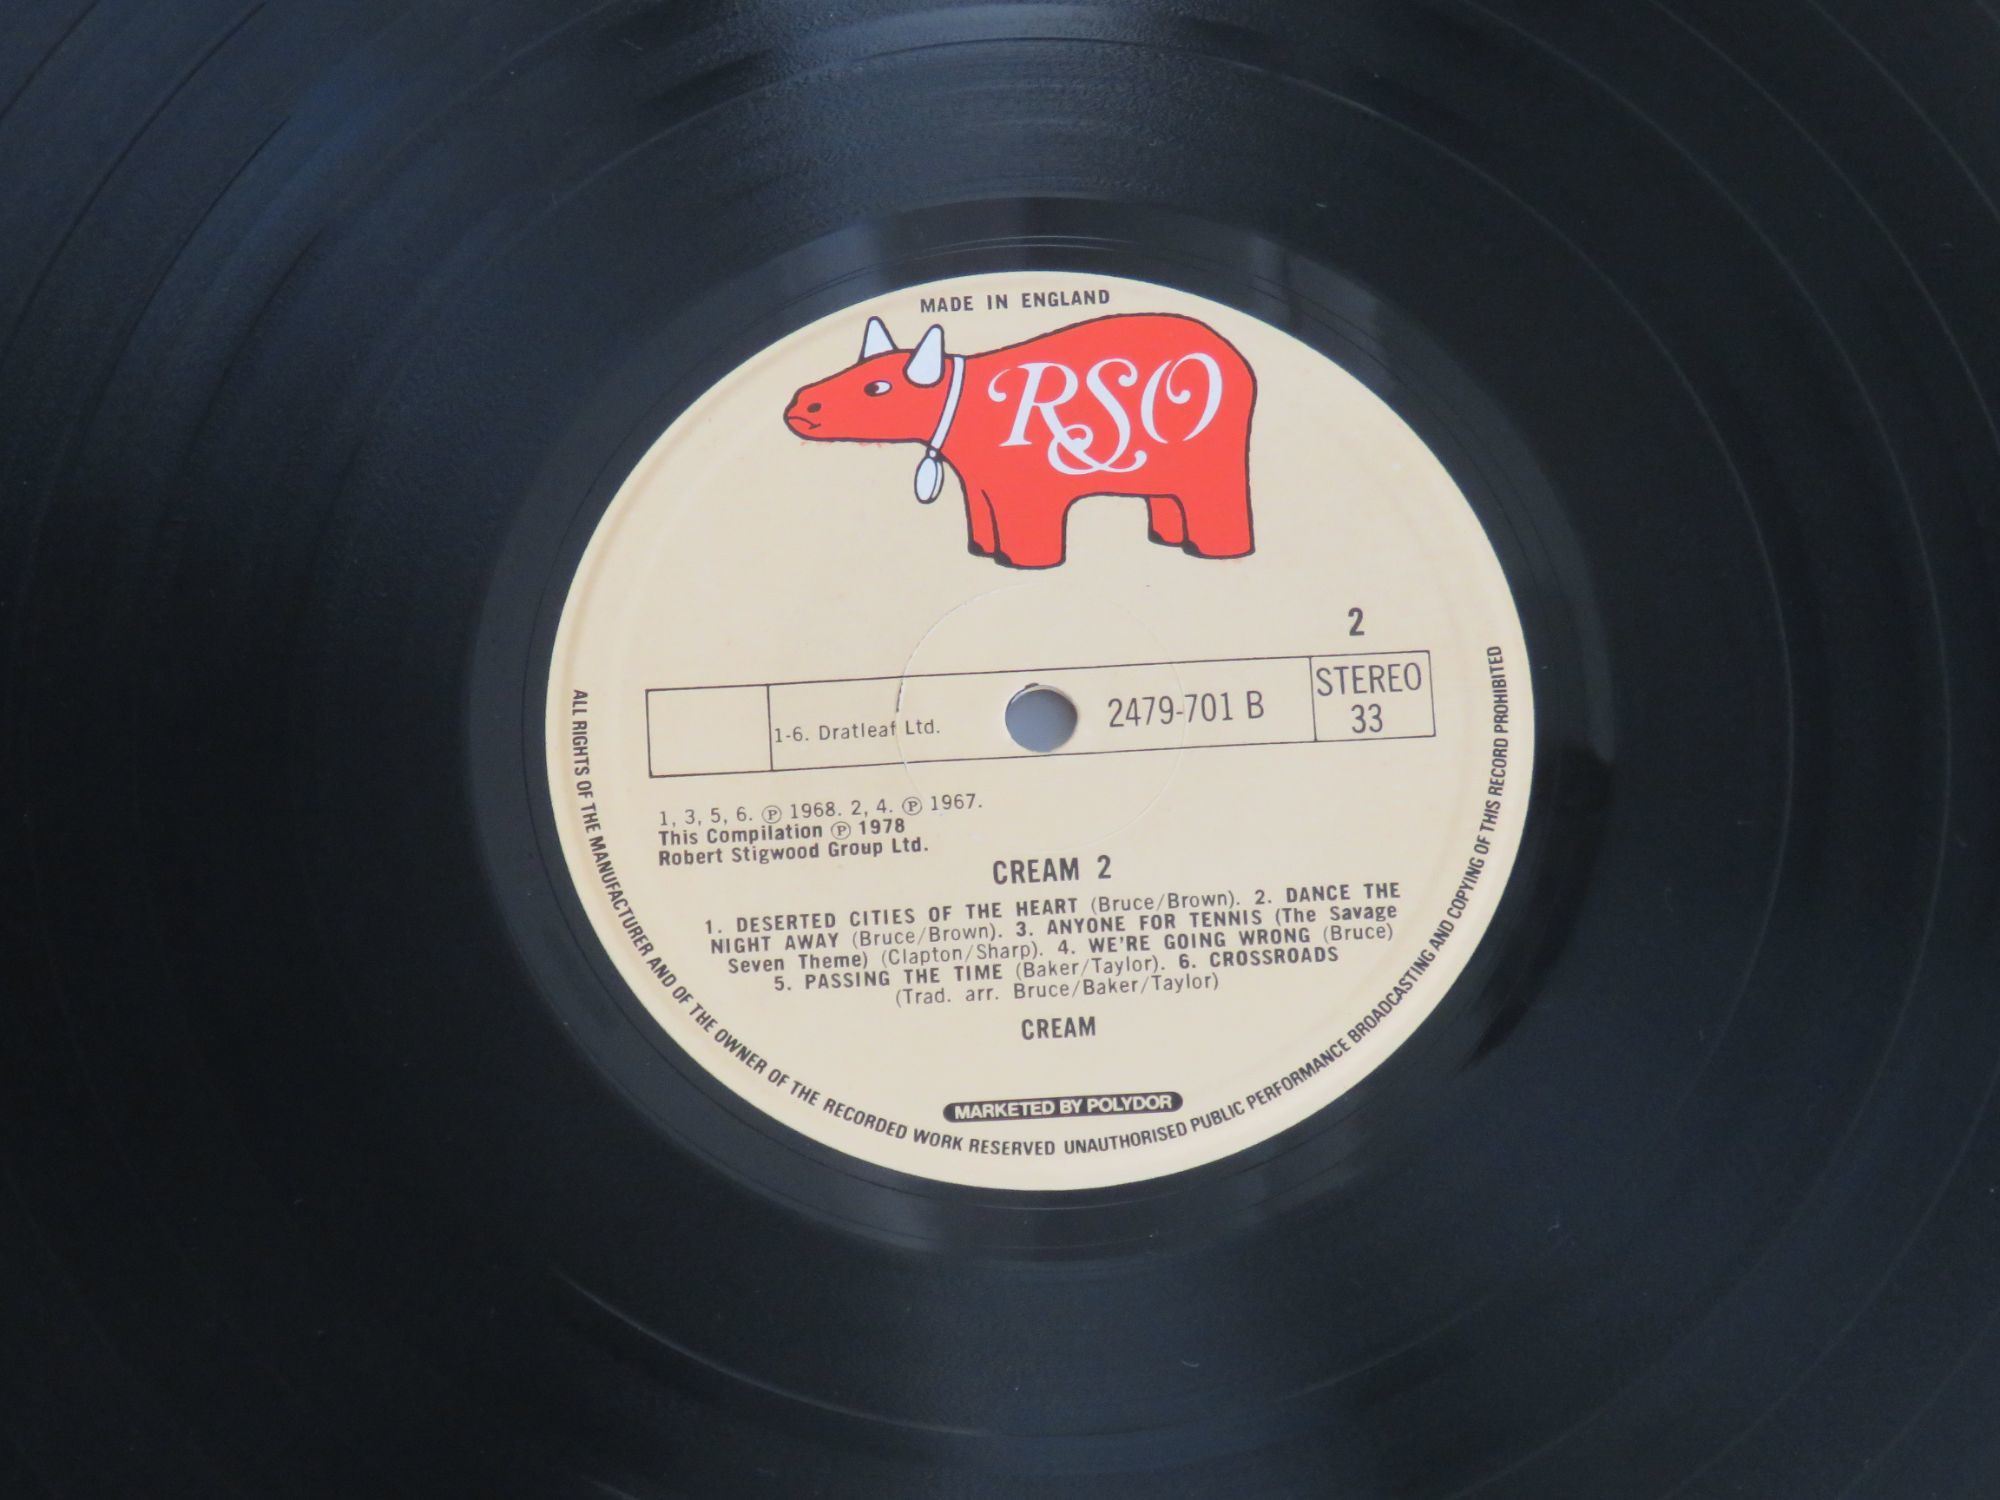 MADE IN ENGLAND
RSO
2
1-6. Dratleaf Ltd.
2479-701 B
STEREO
33
1, 3, 5, 6. ℗ 1968. 2, 4. ℗ 1967.
This Compilation ℗ 1978
Robert Stigwood Group Ltd.
CREAM 2
1. DESERTED CITIES OF THE HEART (Bruce/Brown). 2. DANCE THE
NIGHT AWAY (Bruce/Brown). 3. ANYONE FOR TENNIS (The Savage
Seven Theme) (Clapton/Sharp). 4. WE'RE GOING WRONG (Bruce)
5. PASSING THE TIME (Baker/Taylor). 6. CROSSROADS
(Trad. arr. Bruce/Baker/Taylor)
CREAM
MARKETED BY POLYDOR
ALL RIGHTS OF THE MANUFACTURER AND OF THE OWNER OF THE RECORDED WORK RESERVED UNAUTHORISED PUBLIC PERFORMANCE BROADCASTING AND COPYING OF THIS RECORD PROHIBITED